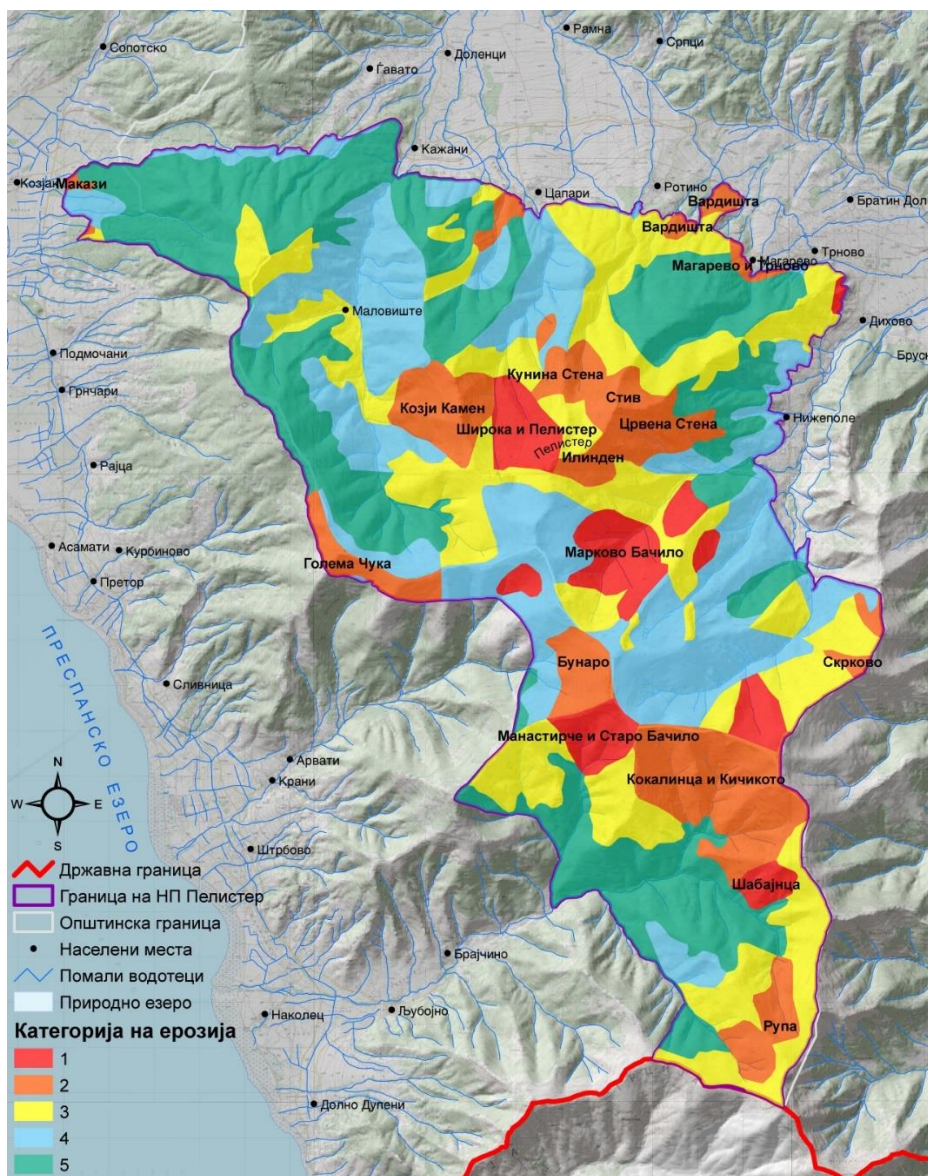 Рамна
Српци
Сопотско
Доленци
Ѓавато
Кажани
Козјак
Макази
Цапари
Ротино
Вардишта
Братин Дол
Вардишта
Трново
Магарево
Магарево и Трново
Маловиште
Дихово
Подмочани
Брусн
Кунина Стена
Грнчари
Стив
Козји Камен
Нижеполе
Црвена Стена
Широка и Пелистер
Пелистер
Илинден
Рајца
Асамати
Курбиново
Марково Бачило
Голема Чука
Претор
ПРЕСПАНСКО ЕЗЕРО
Бунаро
Скрково
Сливница
Манастирче и Старо Бачило
Арвати
Крани
Кокалинца и Кичикото
N
W
E
S
Штрбово
Државна граница
Шабајнца
Граница на НП Пелистер
Општинска граница
Населени места
Брајчино
Помали водотеци
Природно езеро
Наколец
Љубојно
Рупа
Категорија на ерозија
1
2
3
Долно Дупени
4
5